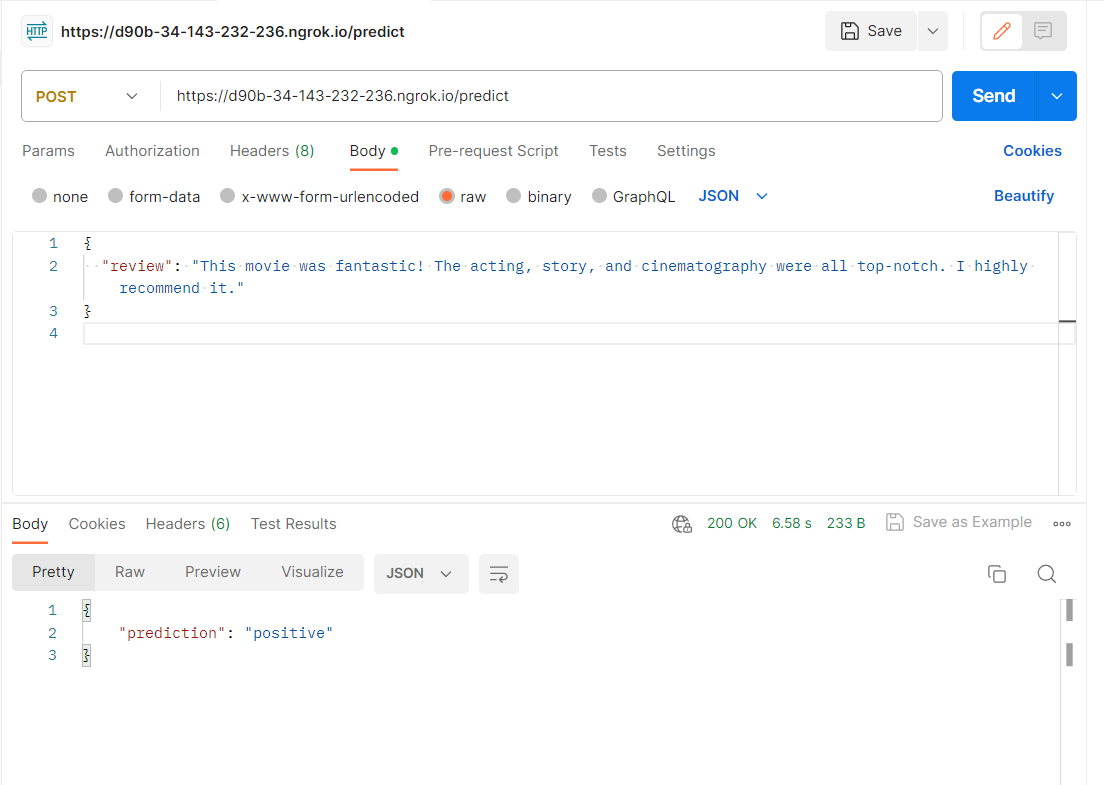 HTTP https://d90b-34-143-232-236.ngrok.io/predict Save
POST https://d90b-34-143-232-236.ngrok.io/predict Send
Params Authorization Headers (8) Body Pre-request Script Tests Settings Cookies
none form-data x-www-form-urlencoded raw binary GraphQL JSON Beautify
1 {
2 "review": "This movie was fantastic! The acting, story, and cinematography were all top-notch. I highly
recommend it."
3 }
4
Body Cookies Headers (6) Test Results 200 OK 6.58 s 233 B Save as Example
Pretty Raw Preview Visualize JSON
1 {
2 "prediction": "positive"
3 }